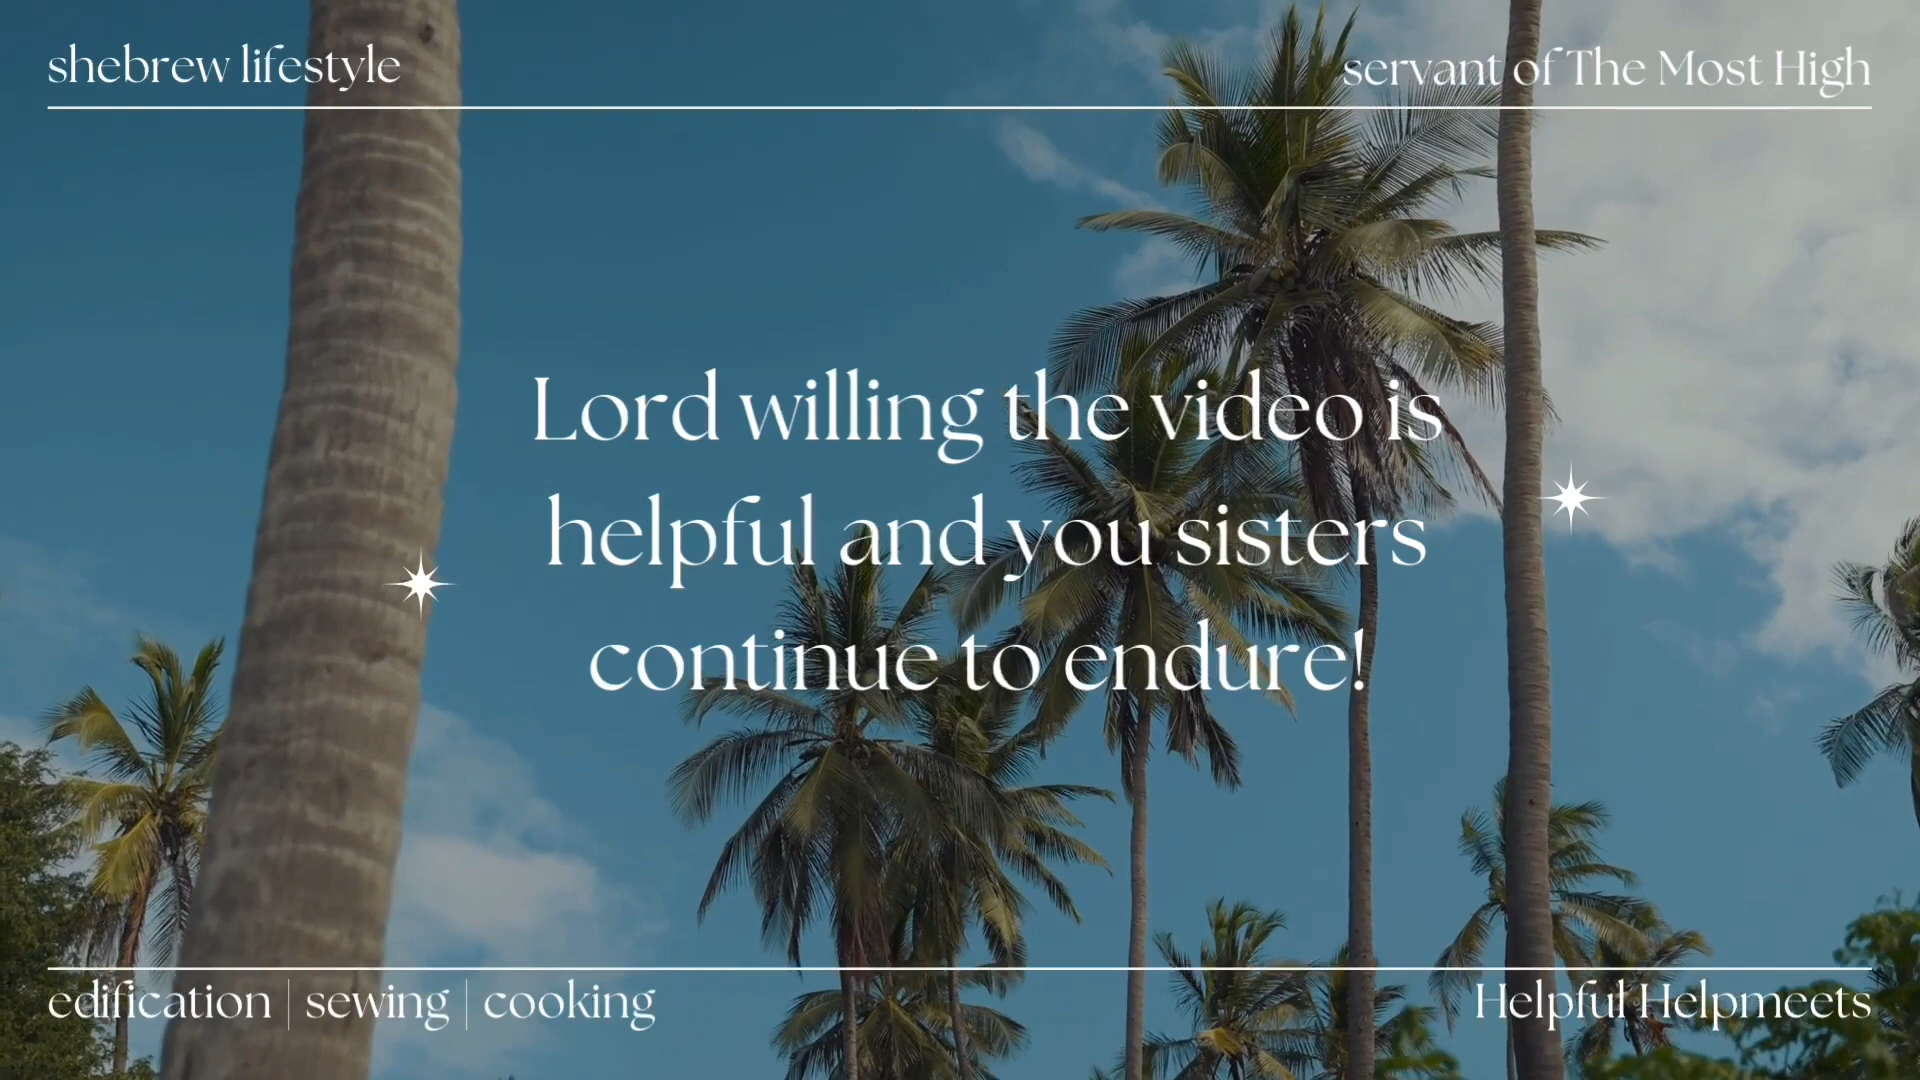 shebrew lifestyle
servant of The Most High
Lord willing the video is
helpful and you sisters
continue to endure!
edification | sewing | cooking
Helpful Helpmeets